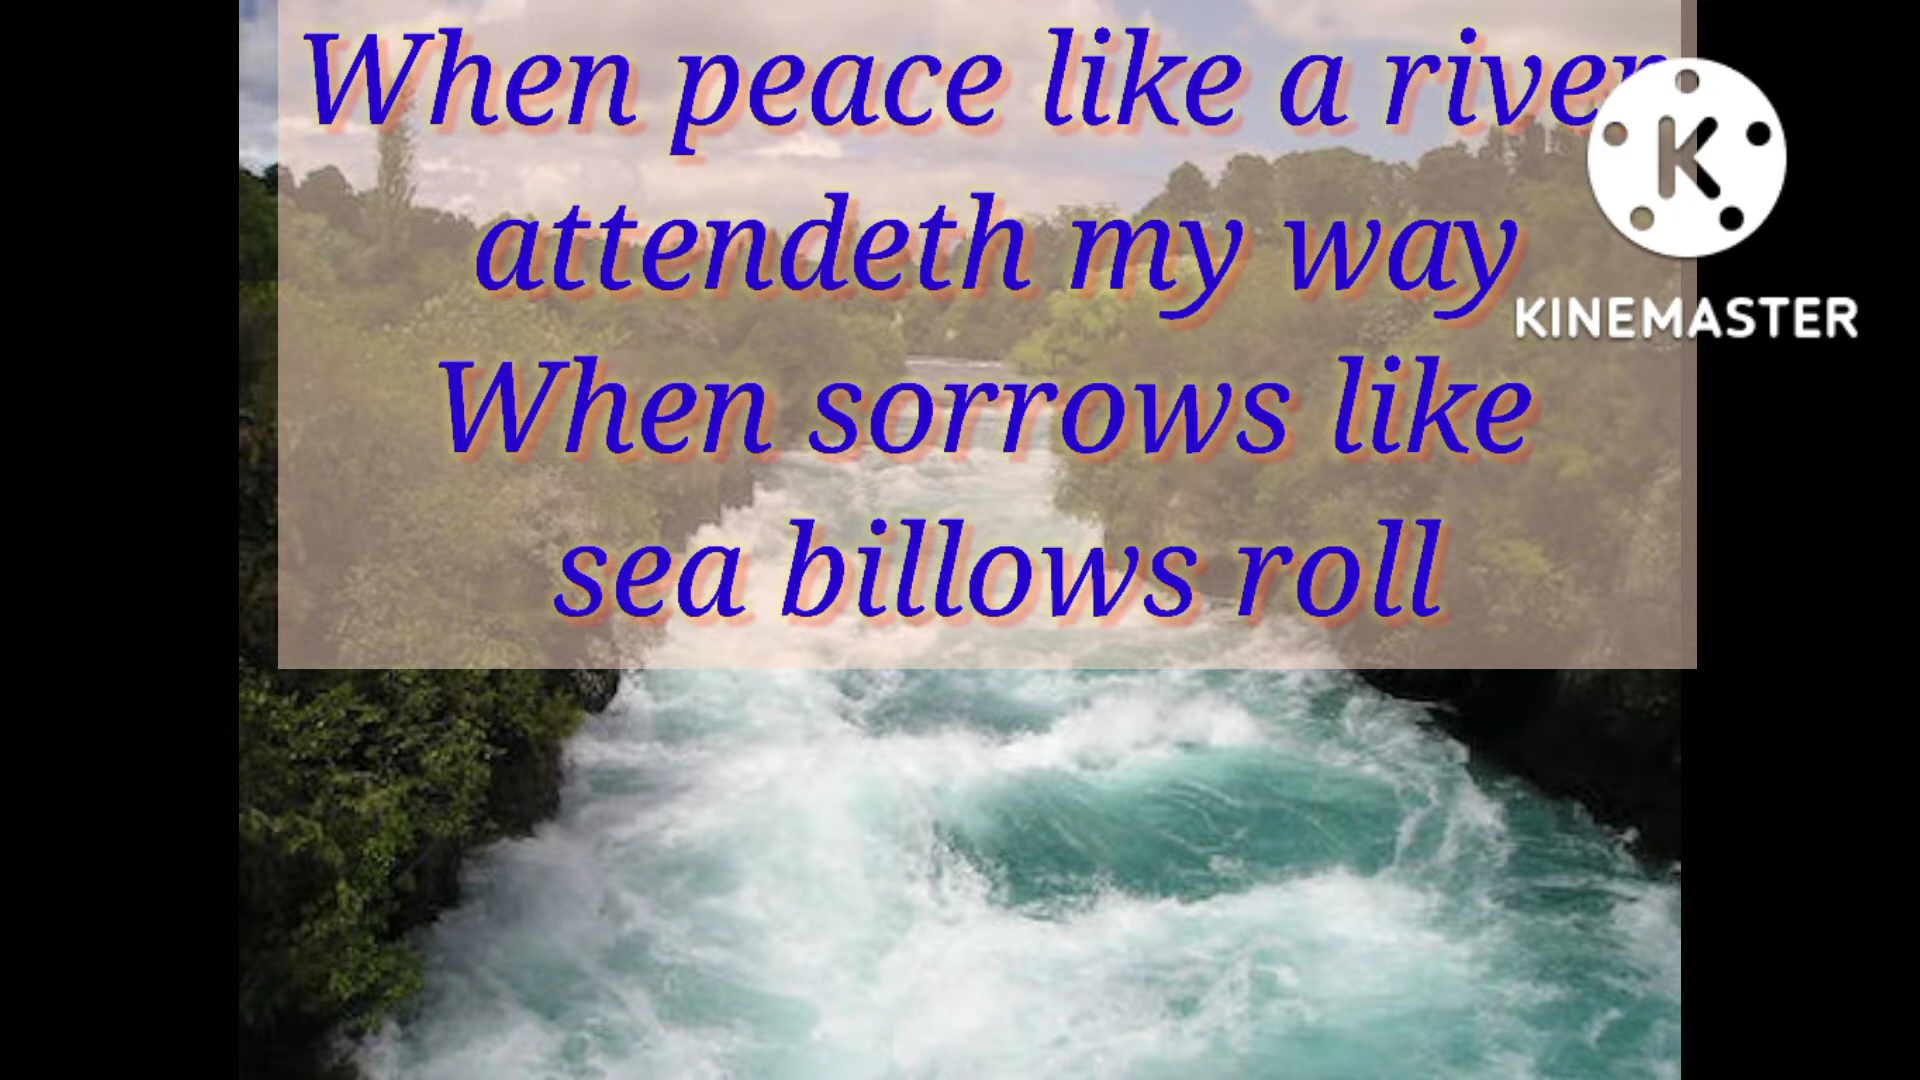 When peace like a river
attendeth my way
When sorrows like
sea billows roll
KINEMASTER